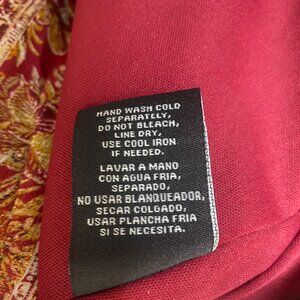 HAND WASH COLD
SEPARATELY,
DO NOT BLEACH,
LINE DRY,
USE COOL IRON
IF NEEDED.
LAVAR A MANO
CON AGUA FRIA,
SEPARADO,
NO USAR BLANQUEADOR,
SECAR COLGADO,
USAR PLANCHA FRIA
SI SE NECESITA.